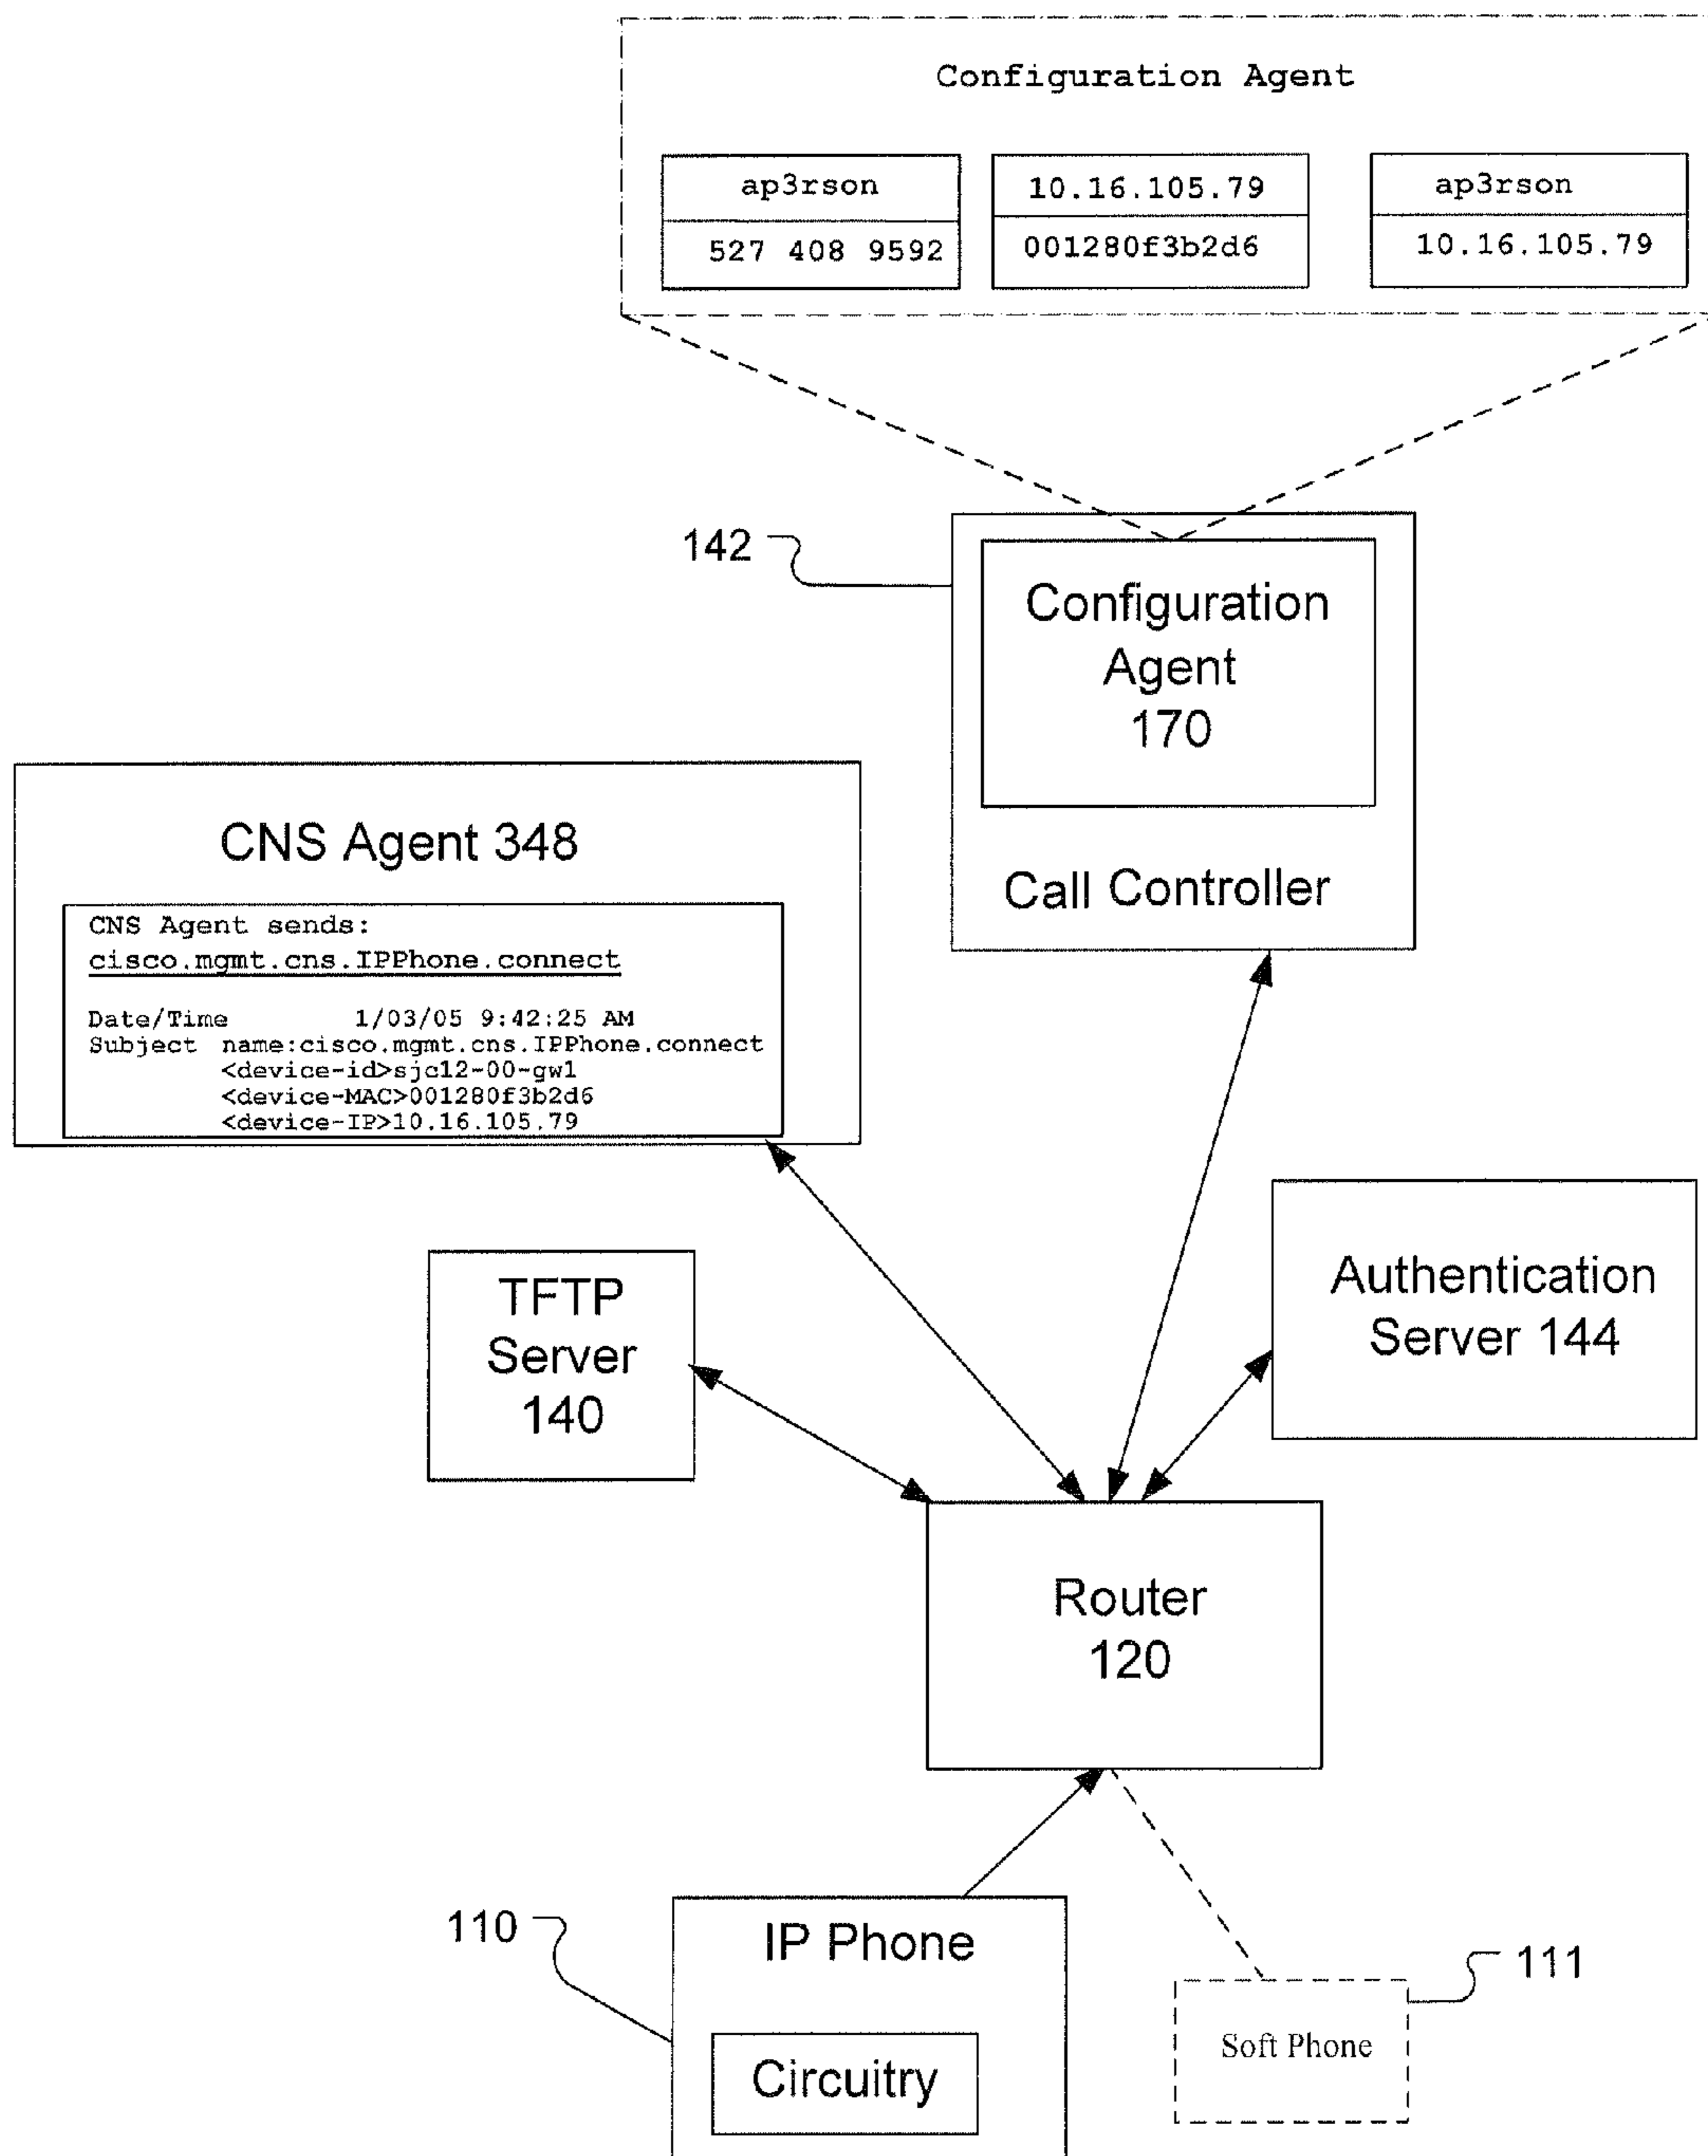 Configuration Agent
ap3rson
527 408 9592
10.16.105.79
001280f3b2d6
ap3rson
10.16.105.79
142
Configuration
Agent
170
Call Controller
CNS Agent 348
CNS Agent sends:
cisco.mgmt.cns.IPPhone.connect
Date/Time 1/03/05 9:42:25 AM
Subject name:cisco.mgmt.cns.IPPhone.connect
<device-id>sjc12-00-gw1
<device-MAC>001280f3b2d6
<device-IP>10.16.105.79
TFTP
Server
140
Authentication
Server 144
Router
120
110
IP Phone
Circuitry
111
Soft Phone